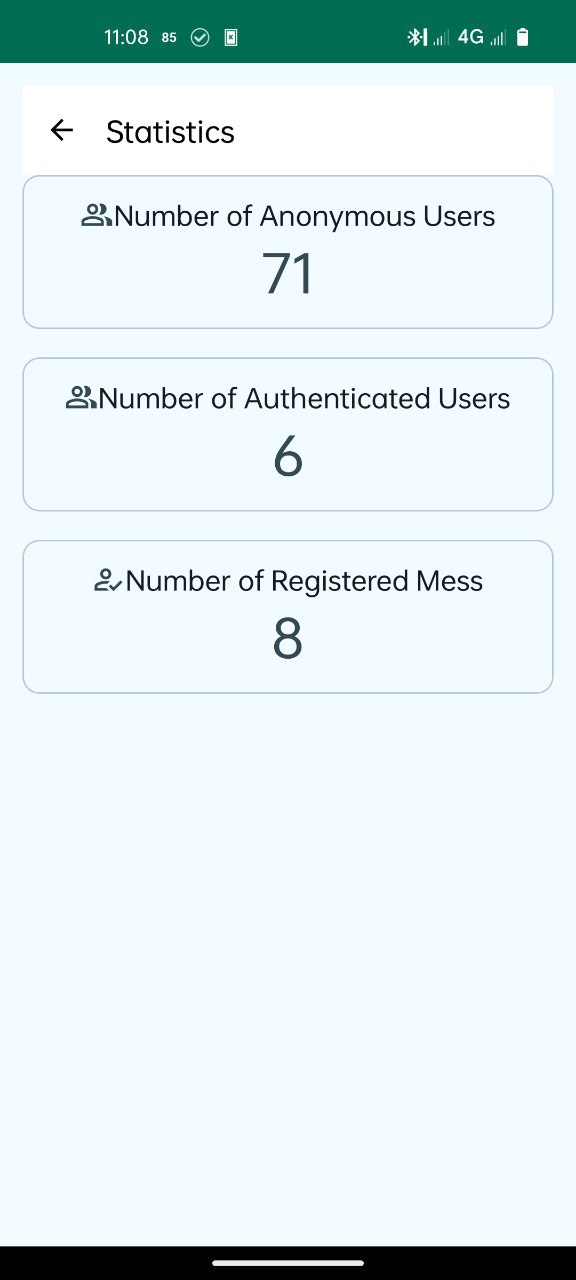 11:08 85 4G
Statistics
Number of Anonymous Users
71
Number of Authenticated Users
6
Number of Registered Mess
8